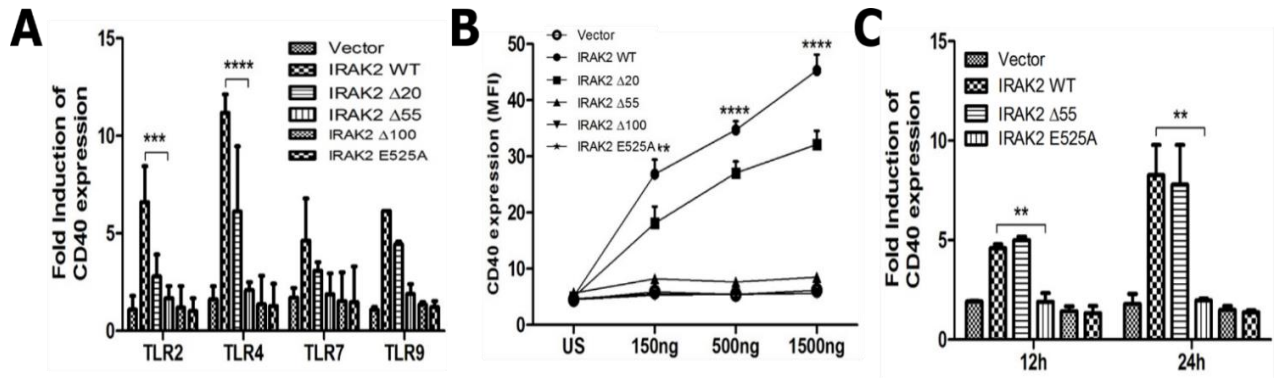 A
Fold Induction of
CD40 expression
15
10
5
0
***
****
Vector
IRAK2 WT
IRAK2 Δ20
IRAK2 Δ55
IRAK2 Δ100
IRAK2 E525A
TLR2 TLR4 TLR7 TLR9
B
CD40 expression (MFI)
50
40
30
20
10
0
Vector
IRAK2 WT
IRAK2 Δ20
IRAK2 Δ55
IRAK2 Δ100
IRAK2 E525A
**
****
****
US 150ng 500ng 1500ng
C
Fold Induction of
CD40 expression
15
10
5
0
Vector
IRAK2 WT
IRAK2 Δ55
IRAK2 E525A
**
**
12h 24h